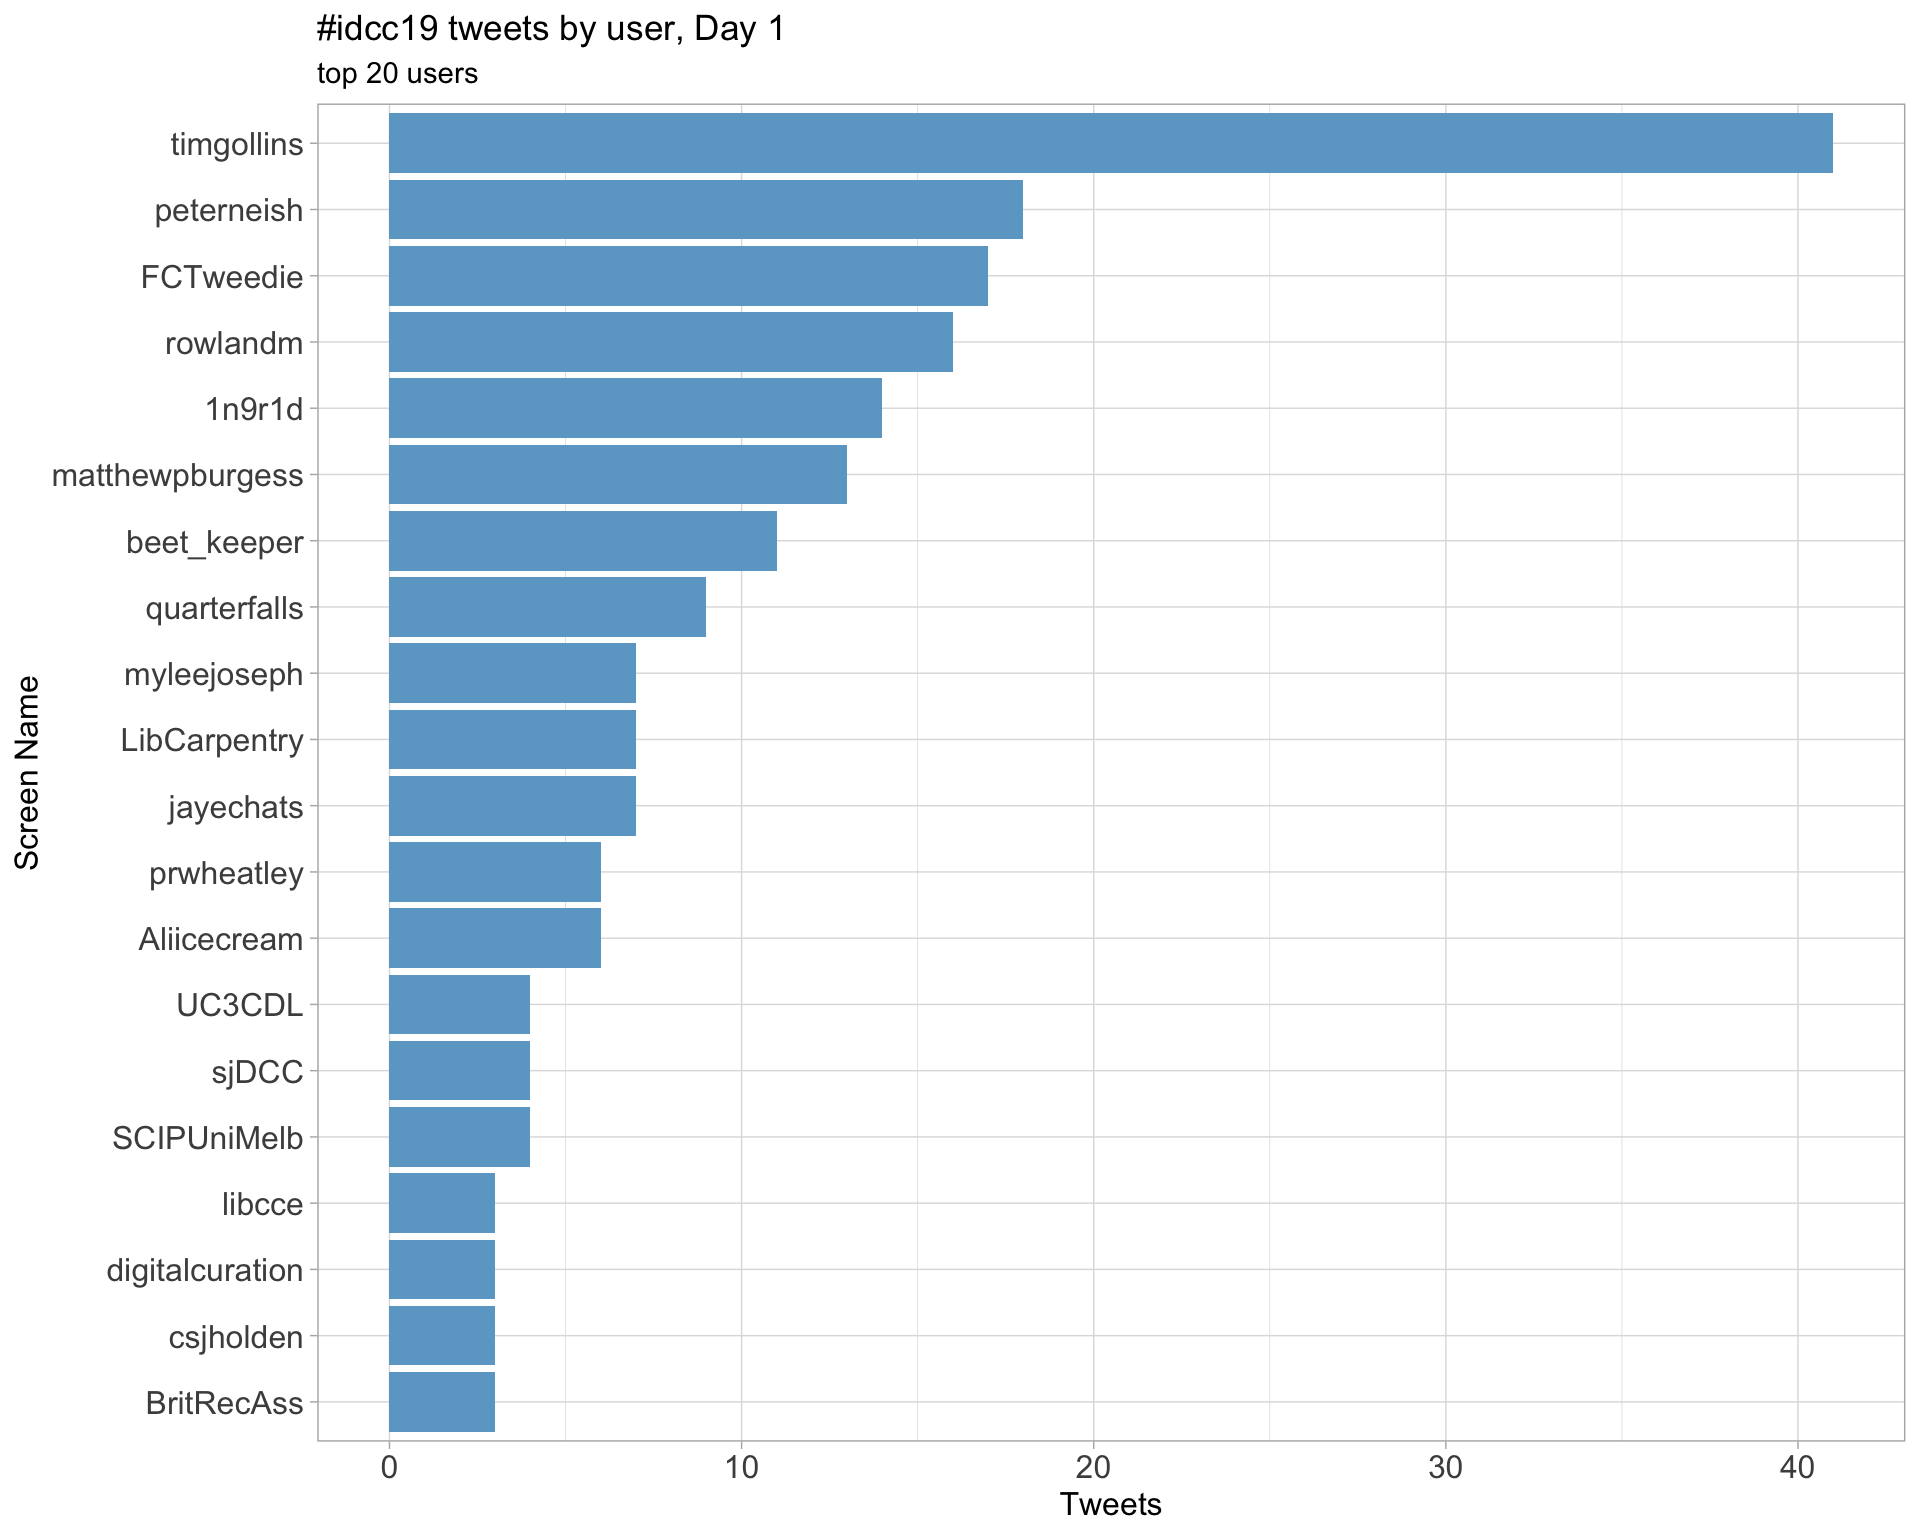 #idcc19 tweets by user, Day 1
top 20 users
timgollins
peterneish
FCTweedie
rowlandm
1n9r1d
matthewpburgess
beet_keeper
quarterfalls
myleejoseph
LibCarpentry
jayechats
prwheatley
Aliicecream
UC3CDL
sjDCC
SCIPUniMelb
libcce
digitalcuration
csjholden
BritRecAss
Screen Name
0 10 20 30 40
Tweets